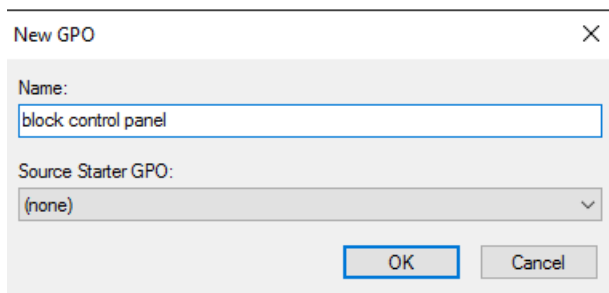 New GPO
Name:
block control panel
Source Starter GPO:
(none)
OK Cancel